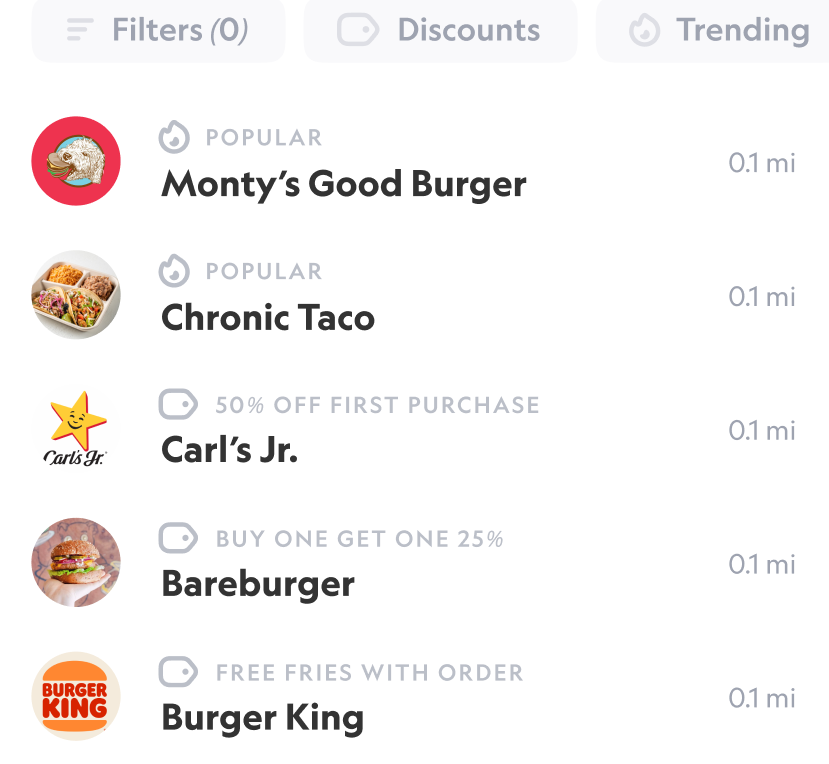 Filters (0)
Discounts
Trending
POPULAR
Monty's Good Burger
0.1 mi
POPULAR
Chronic Taco
0.1 mi
Carl's Jr.
50% OFF FIRST PURCHASE
Carl's Jr.
0.1 mi
BUY ONE GET ONE 25%
Bareburger
0.1 mi
BURGER
KING
FREE FRIES WITH ORDER
Burger King
0.1 mi